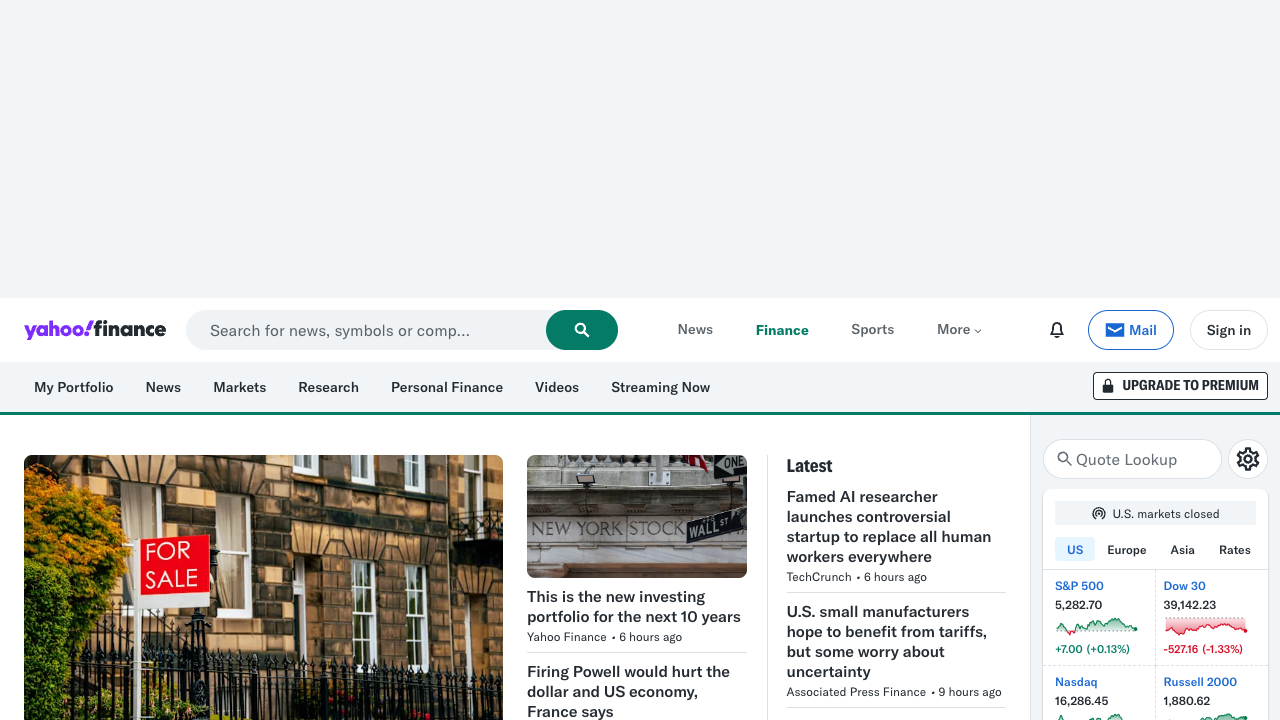 yahoo!finance
Search for news, symbols or comp...
News
Finance
Sports
More
Mail
Sign in
My Portfolio
News
Markets
Research
Personal Finance
Videos
Streaming Now
UPGRADE TO PREMIUM
FOR
SALE
ONE
NEW YORK STOCK
WALL ST
This is the new investing
portfolio for the next 10 years
Yahoo Finance • 6 hours ago
Firing Powell would hurt the
dollar and US economy,
France says
Latest
Famed AI researcher
launches controversial
startup to replace all human
workers everywhere
TechCrunch • 6 hours ago
U.S. small manufacturers
hope to benefit from tariffs,
but some worry about
uncertainty
Associated Press Finance • 9 hours ago
Quote Lookup
U.S. markets closed
US
Europe
Asia
Rates
S&P 500
5,282.70
+7.00 (+0.13%)
Dow 30
39,142.23
-527.16 (-1.33%)
Nasdaq
16,286.45
Russell 2000
1,880.62